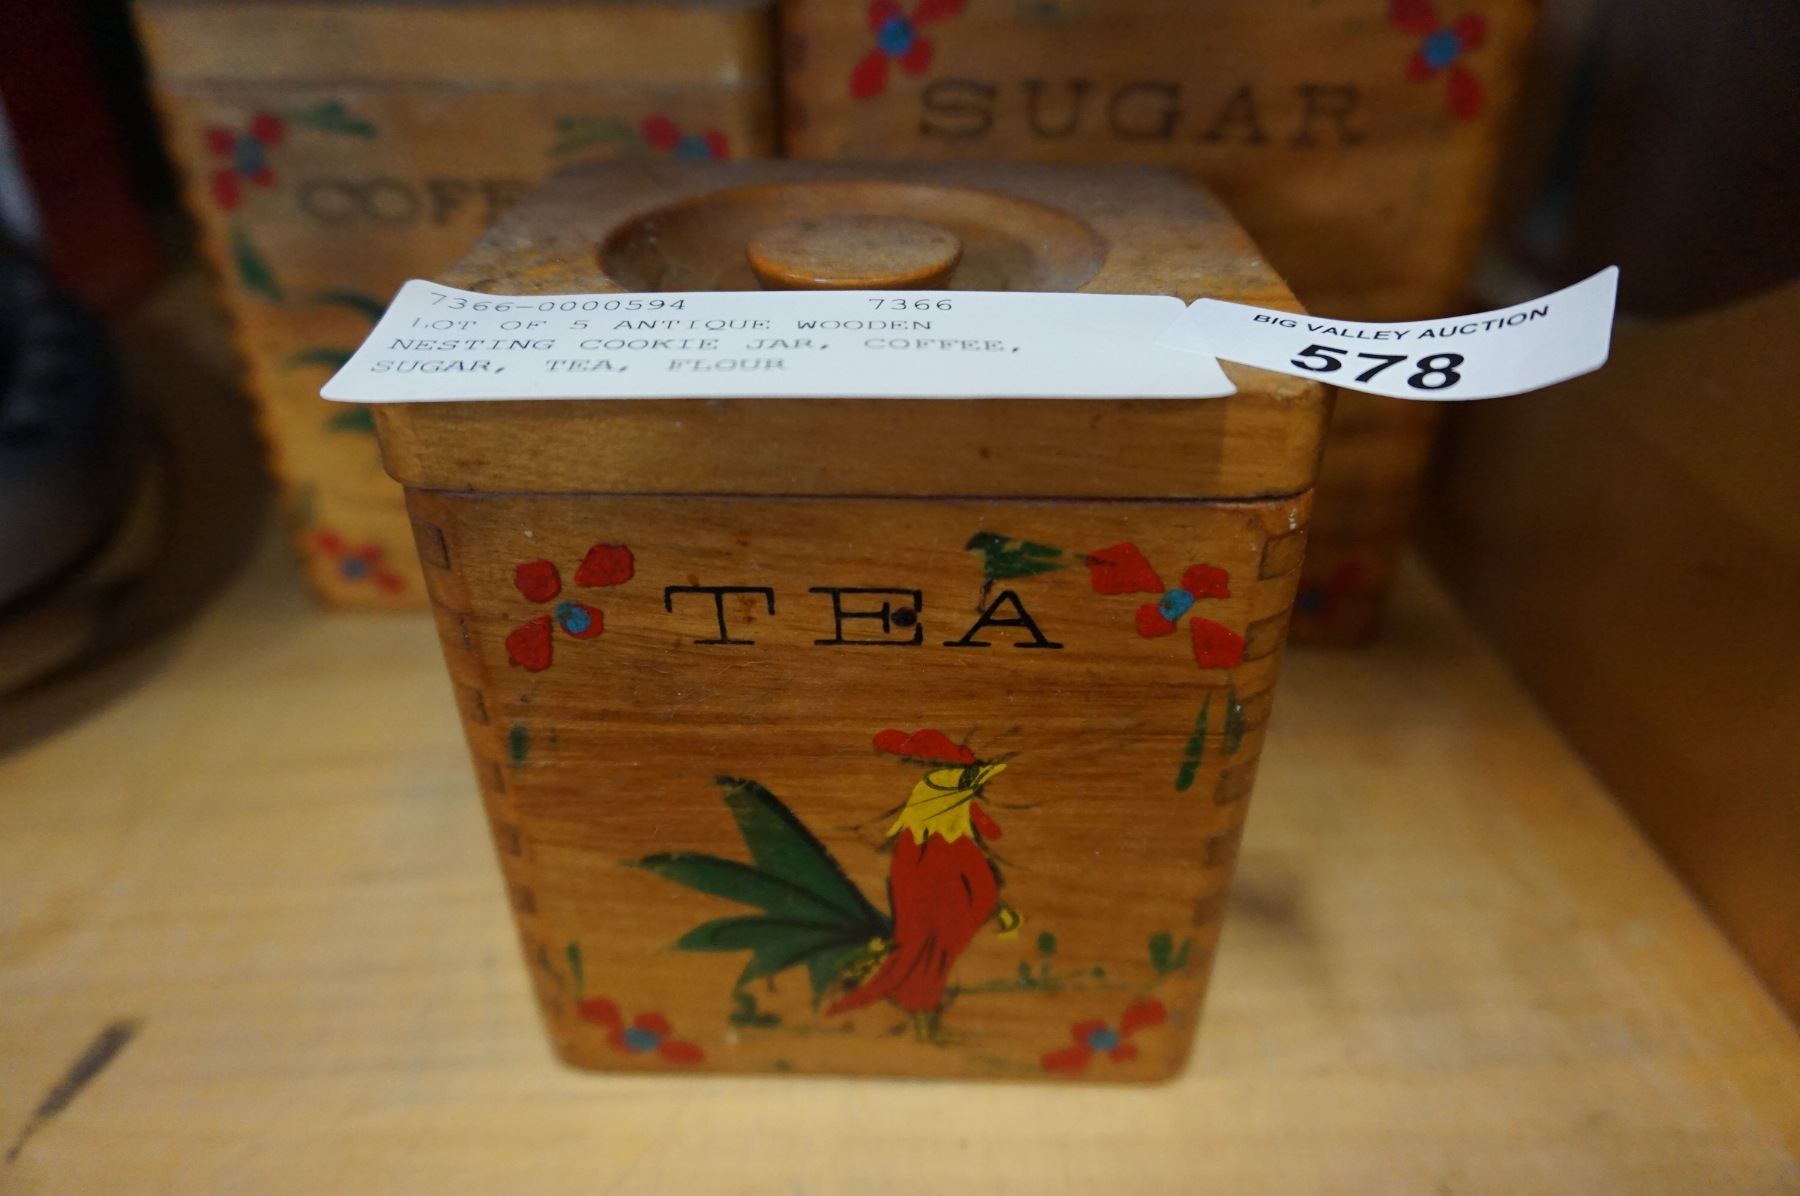 SUGAR
COFF
7366-0000594 7366
LOT OF 5 ANTIQUE WOODEN
NESTING COOKIE JAR, COFFEE,
SUGAR, TEA, FLOUR
BIG VALLEY AUCTION
578
TEA